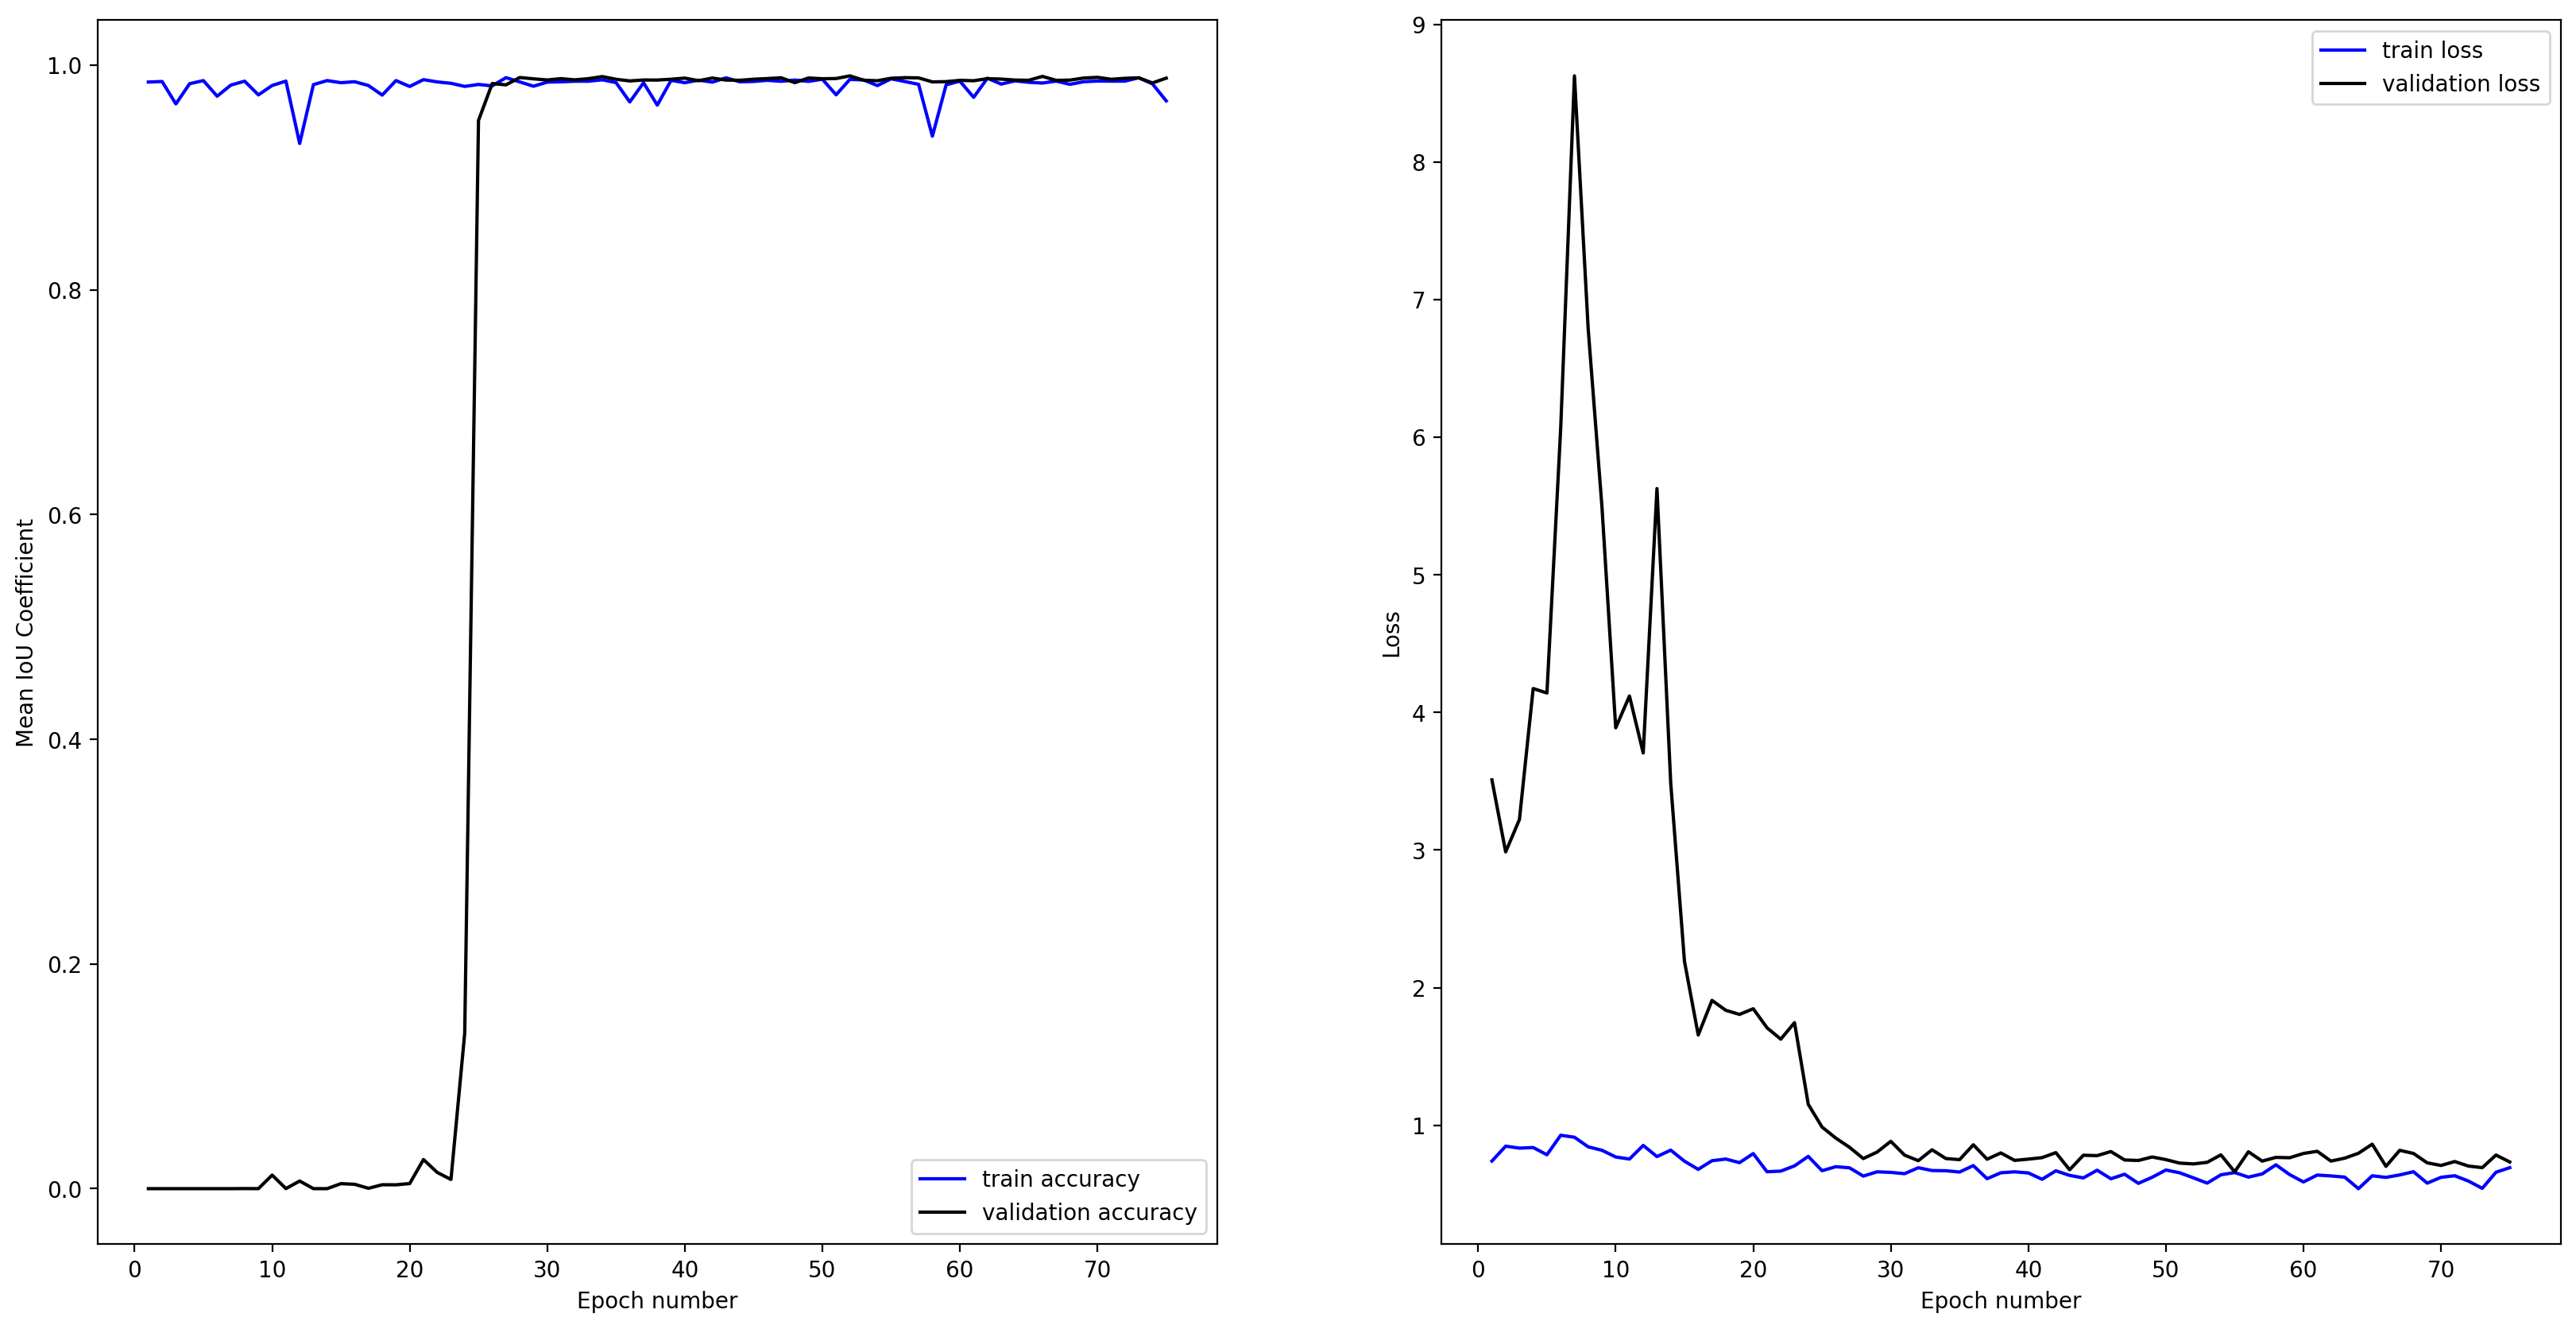 1.0
0.8
0.6
0.4
0.2
0.0
Mean IoU Coefficient
0 10 20 30 40 50 60 70
Epoch number
train accuracy
validation accuracy
9
8
7
6
5
4
3
2
1
Loss
0 10 20 30 40 50 60 70
Epoch number
train loss
validation loss